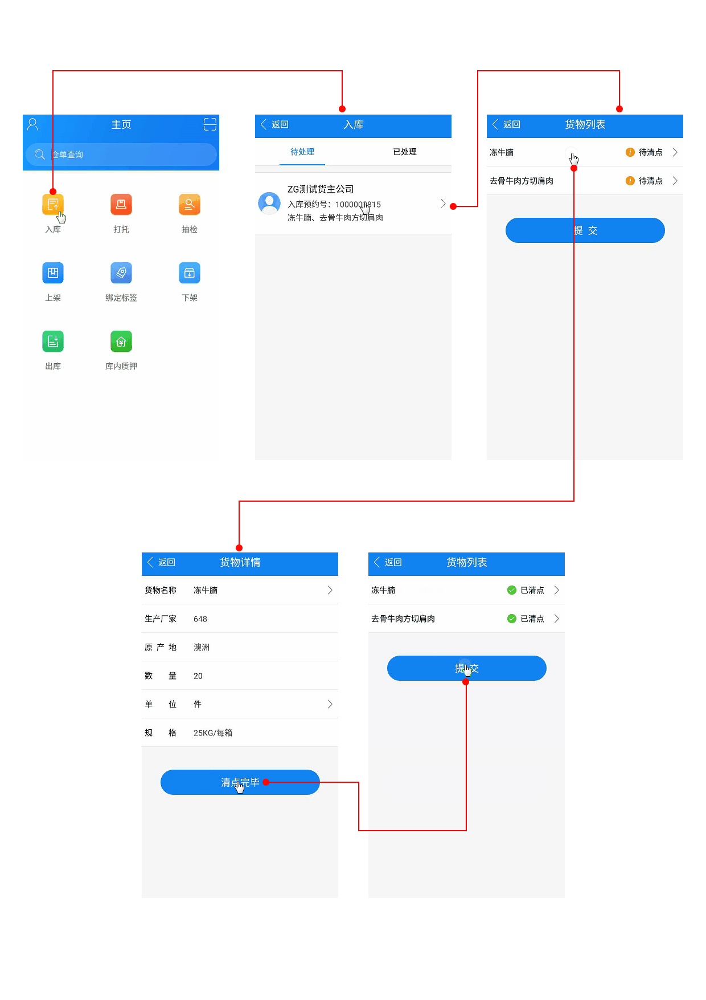 主页
仓单查询
入库
打托
抽检
上架
绑定标签
下架
出库
库内质押
返回
入库
待处理
已处理
ZG测试货主公司
入库预约号：1000000815
冻牛腩、去骨牛肉方切肩肉
返回
货物列表
冻牛腩
待清点
去骨牛肉方切肩肉
待清点
提 交
返回
货物详情
货物名称 冻牛腩
生产厂家 648
原产地 澳洲
数量 20
单位 件
规格 25KG/每箱
清点完毕
返回
货物列表
冻牛腩
已清点
去骨牛肉方切肩肉
已清点
提 交